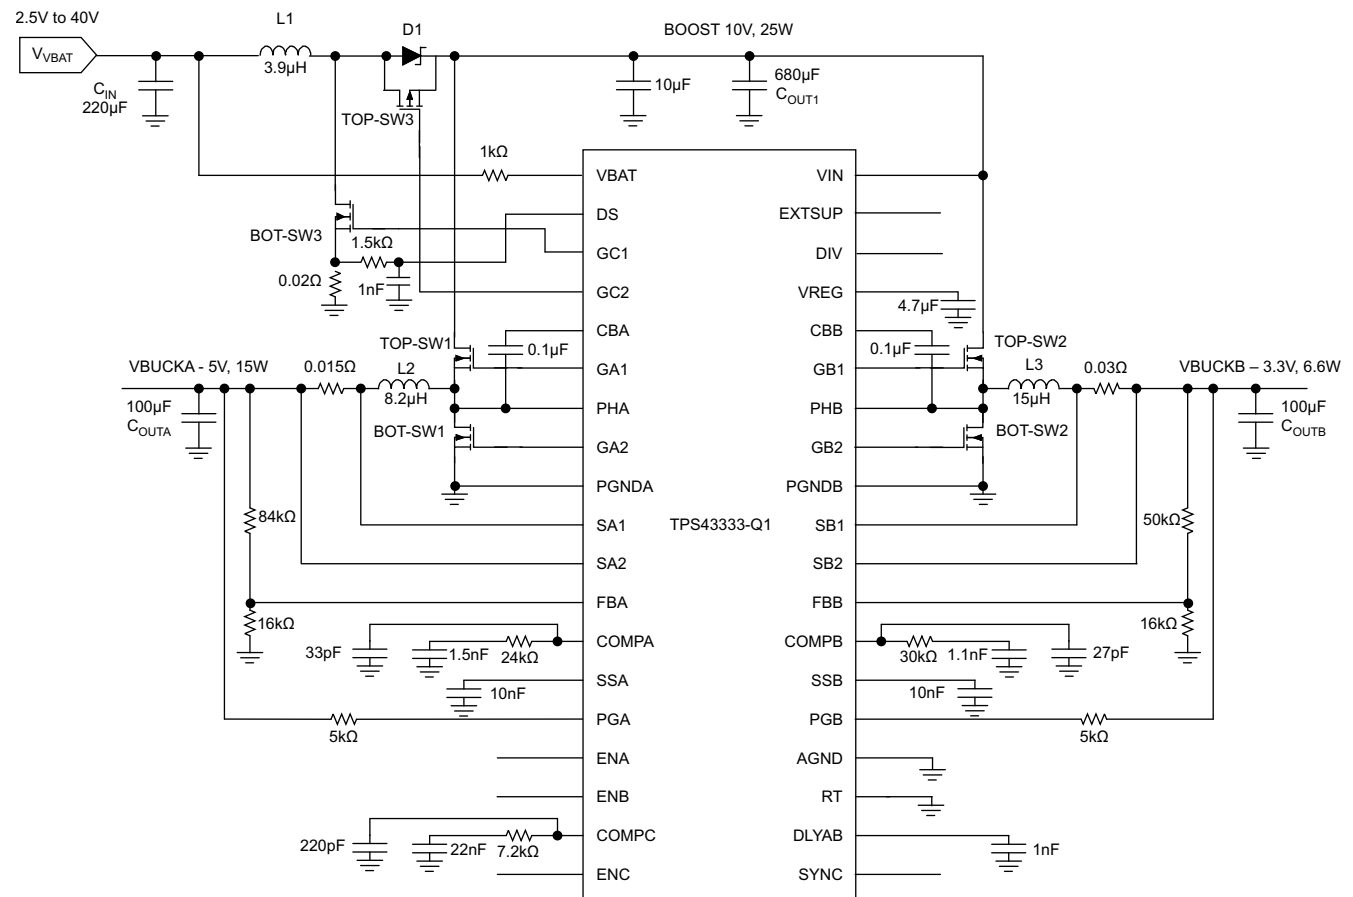 2.5V to 40V
L1
D1
BOOST 10V, 25W
VVBAT
3.9µH
CIN
220µF
TOP-SW3
10µF
680µF
COUT1
1kΩ
VBAT
VIN
DS
EXTSUP
BOT-SW3
1.5kΩ
GC1
DIV
0.02Ω
1nF
GC2
VREG
4.7µF
CBA
CBB
TOP-SW1
0.1µF
0.1µF
TOP-SW2
VBUCKA - 5V, 15W
0.015Ω
L2
GA1
GB1
L3
0.03Ω
VBUCKB – 3.3V, 6.6W
8.2µH
15µH
100µF
COUTA
PHA
PHB
100µF
COUTB
BOT-SW1
BOT-SW2
GA2
GB2
PGNDA
PGNDB
84kΩ
SA1
TPS43333-Q1
SB1
50kΩ
SA2
SB2
FBA
FBB
16kΩ
16kΩ
33pF
1.5nF
24kΩ
COMPA
COMPB
30kΩ
1.1nF
27pF
SSA
SSB
10nF
10nF
PGA
PGB
5kΩ
5kΩ
ENA
AGND
ENB
RT
220pF
22nF
7.2kΩ
COMPC
DLYAB
1nF
ENC
SYNC